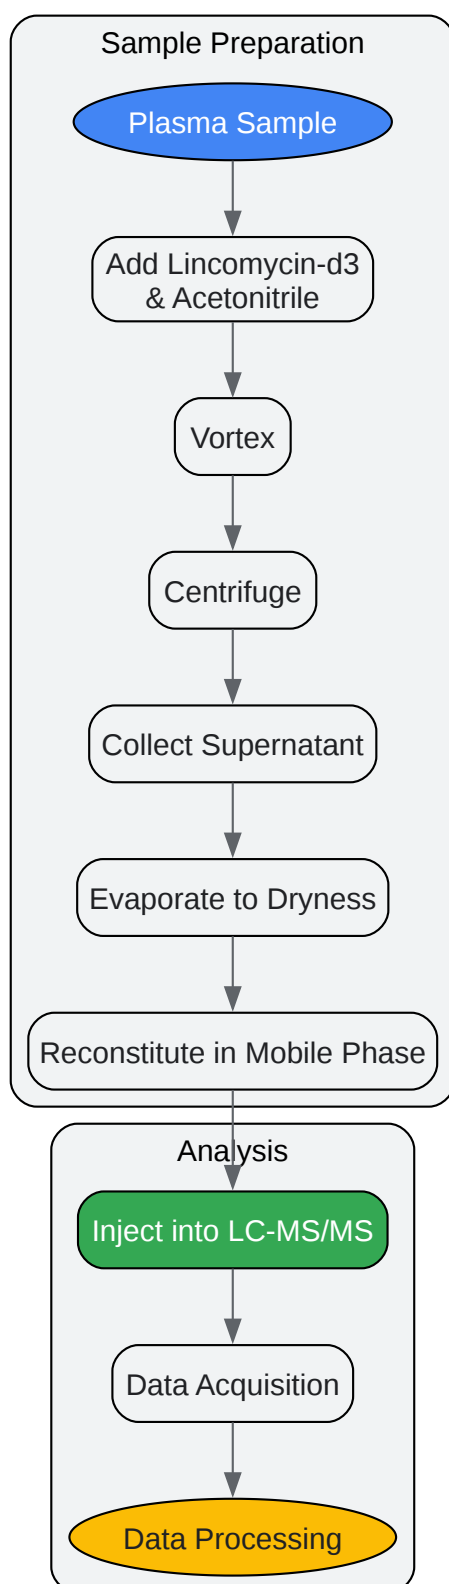 Sample Preparation
Plasma Sample
Add Lincomycin-d3
& Acetonitrile
Vortex
Centrifuge
Collect Supernatant
Evaporate to Dryness
Reconstitute in Mobile Phase
Analysis
Inject into LC-MS/MS
Data Acquisition
Data Processing